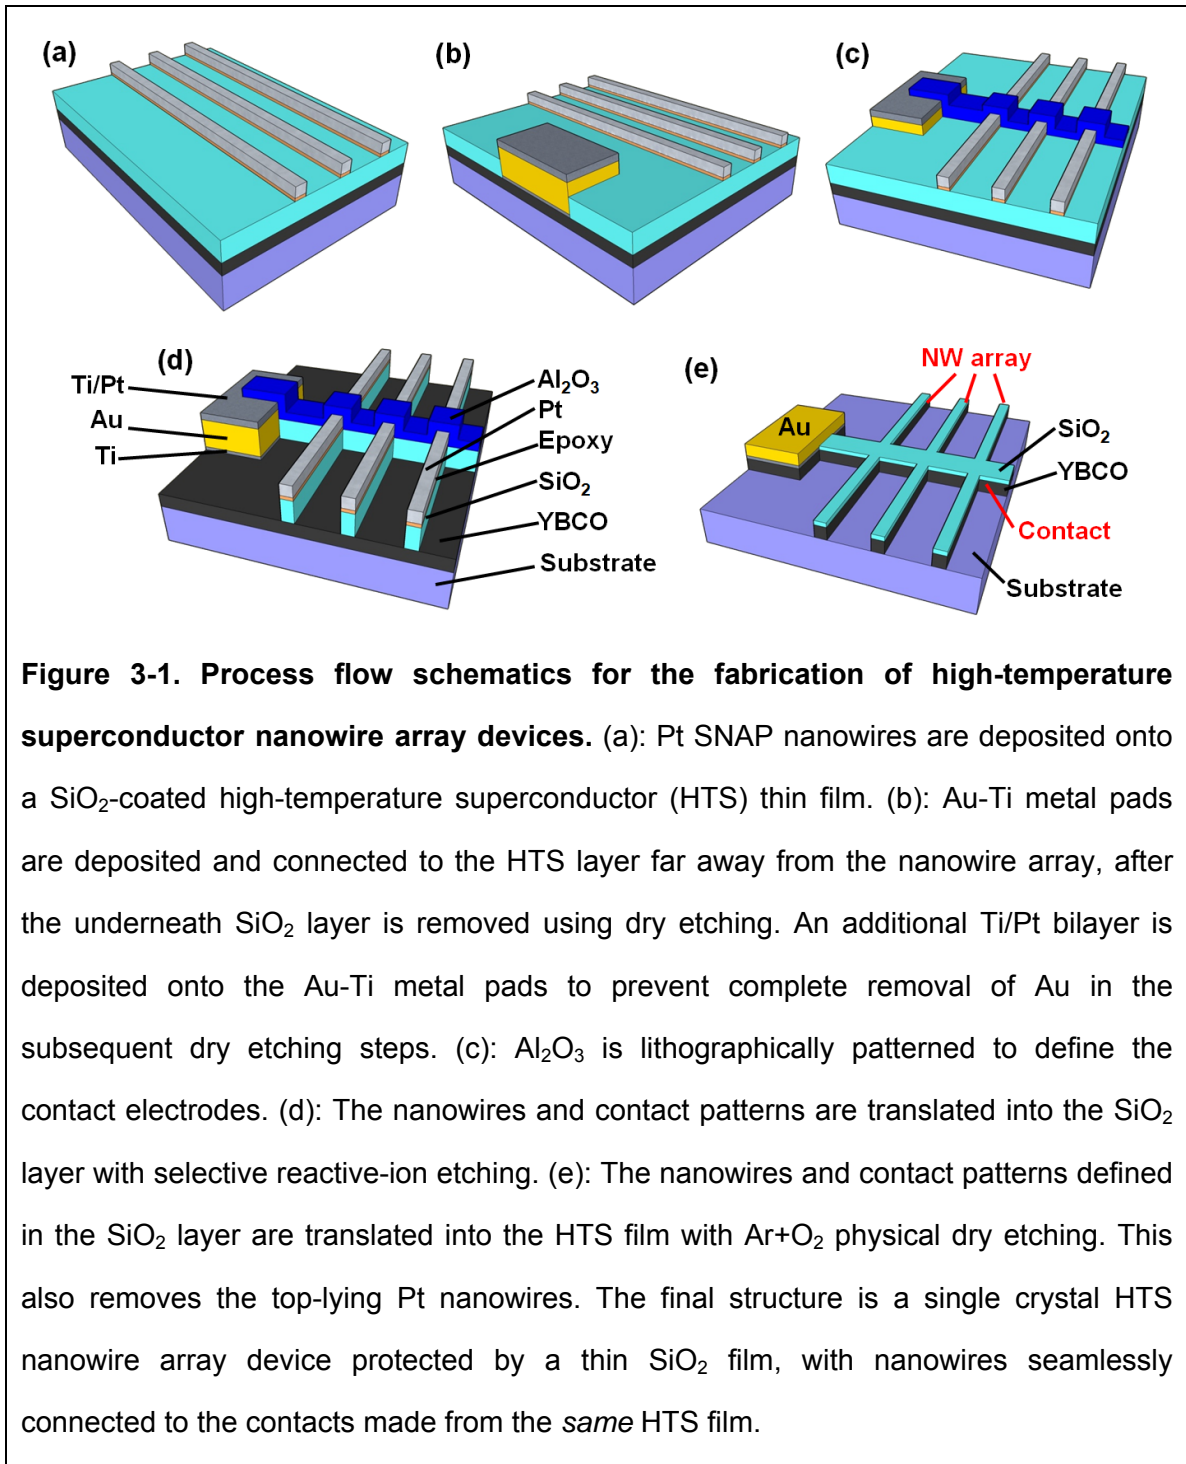 (a)
(b)
(c)
(d)
Ti/Pt
Au
Ti
Al₂O₃
Pt
Epoxy
SiO₂
YBCO
Substrate
(e)
NW array
Au
SiO₂
YBCO
Contact
Substrate
Figure 3-1. Process flow schematics for the fabrication of high-temperature
superconductor nanowire array devices. (a): Pt SNAP nanowires are deposited onto
a SiO₂-coated high-temperature superconductor (HTS) thin film. (b): Au-Ti metal pads
are deposited and connected to the HTS layer far away from the nanowire array, after
the underneath SiO₂ layer is removed using dry etching. An additional Ti/Pt bilayer is
deposited onto the Au-Ti metal pads to prevent complete removal of Au in the
subsequent dry etching steps. (c): Al₂O₃ is lithographically patterned to define the
contact electrodes. (d): The nanowires and contact patterns are translated into the SiO₂
layer with selective reactive-ion etching. (e): The nanowires and contact patterns defined
in the SiO₂ layer are translated into the HTS film with Ar+O₂ physical dry etching. This
also removes the top-lying Pt nanowires. The final structure is a single crystal HTS
nanowire array device protected by a thin SiO₂ film, with nanowires seamlessly
connected to the contacts made from the same HTS film.